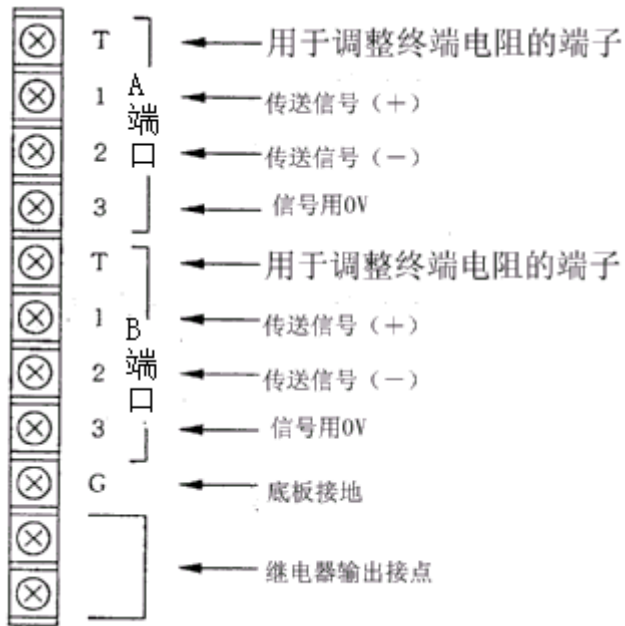 T 用于调整终端电阻的端子
A
1 传送信号（+）
端
2 传送信号（-）
口
3 信号用0V
T 用于调整终端电阻的端子
1 传送信号（+）
B
端
2 传送信号（-）
口
3 信号用0V
G 底板接地
继电器输出接点